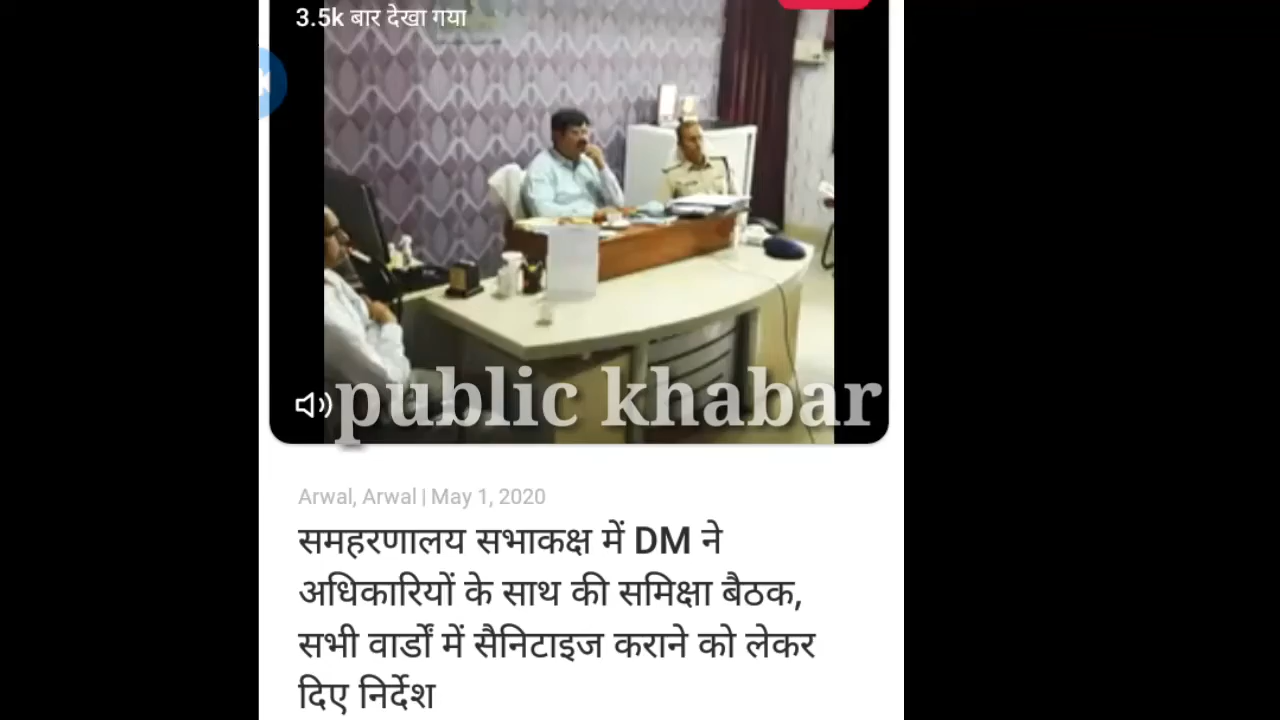 3.5k बार देखा गया
public khabar
Arwal, Arwal | May 1, 2020
समहरणालय सभाकक्ष में DM ने
अधिकारियों के साथ की समिक्षा बैठक,
सभी वार्डों में सैनिटाइज कराने को लेकर
दिए निर्देश